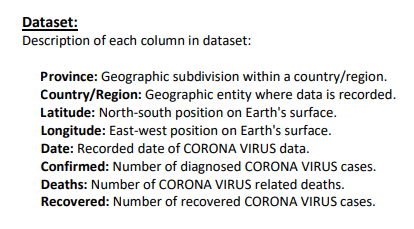 Dataset:
Description of each column in dataset:
Province: Geographic subdivision within a country/region.
Country/Region: Geographic entity where data is recorded.
Latitude: North-south position on Earth's surface.
Longitude: East-west position on Earth's surface.
Date: Recorded date of CORONA VIRUS data.
Confirmed: Number of diagnosed CORONA VIRUS cases.
Deaths: Number of CORONA VIRUS related deaths.
Recovered: Number of recovered CORONA VIRUS cases.